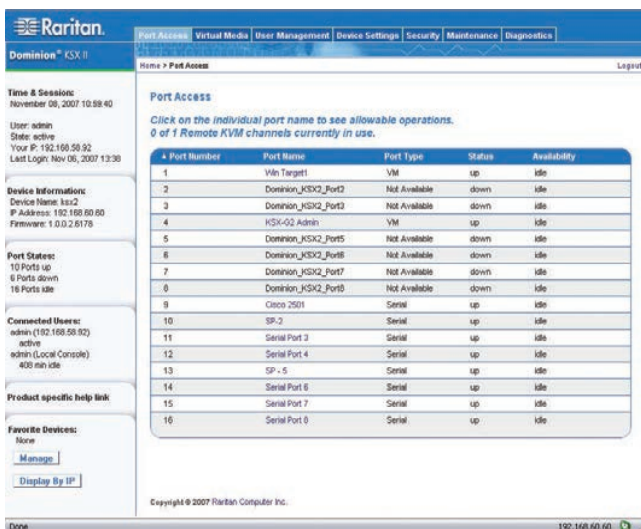 Raritan.
Port Access Virtual Media User Management Device Settings Security Maintenance Diagnostics
Dominion® KSX II
Home > Port Access
Logout
Time & Session:
November 08, 2007 10:59:40
User: admin
State: active
Your IP: 192.168.58.92
Last Login: Nov 06, 2007 13:38
Device Information:
Device Name: ksx2
IP Address: 192.168.60.60
Firmware: 1.0.0.2.6178
Port States:
10 Ports up
6 Ports down
16 Ports idle
Connected Users:
admin (192.168.58.92)
active
admin (Local Console)
408 min idle
Product specific help link
Favorite Devices:
None
Manage
Display By IP
Port Access
Click on the individual port name to see allowable operations.
0 of 1 Remote KVM channels currently in use.
▲ Port Number Port Name Port Type Status Availability
1 Win Target1 VM up idle
2 Dominion_KSX2_Port2 Not Available down idle
3 Dominion_KSX2_Port3 Not Available down idle
4 KSX-G2 Admin VM up idle
5 Dominion_KSX2_Port5 Not Available down idle
6 Dominion_KSX2_Port6 Not Available down idle
7 Dominion_KSX2_Port7 Not Available down idle
8 Dominion_KSX2_Port8 Not Available down idle
9 Cisco 2501 Serial up idle
10 SP-2 Serial up idle
11 Serial Port 3 Serial up idle
12 Serial Port 4 Serial up idle
13 SP - 5 Serial up idle
14 Serial Port 6 Serial up idle
15 Serial Port 7 Serial up idle
16 Serial Port 8 Serial up idle
Copyright © 2007 Raritan Computer Inc.
Done
192.168.60.60